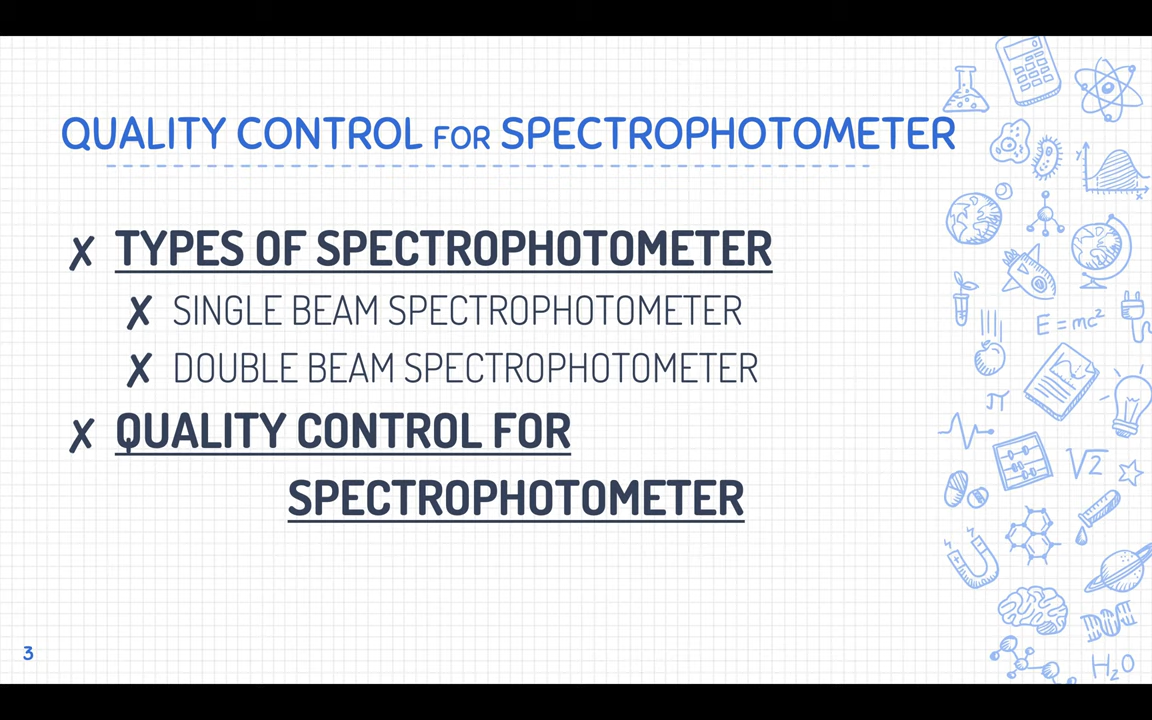 QUALITY CONTROL FOR SPECTROPHOTOMETER
✗ TYPES OF SPECTROPHOTOMETER
✗ SINGLE BEAM SPECTROPHOTOMETER
✗ DOUBLE BEAM SPECTROPHOTOMETER
✗ QUALITY CONTROL FOR
SPECTROPHOTOMETER
3
y
x
E=mc²
π
√2
H₂O